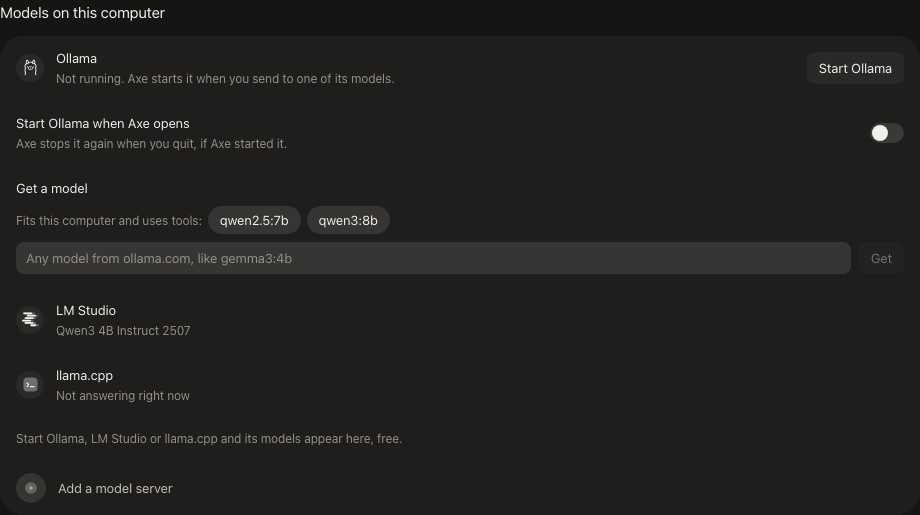 Models on this computer
Ollama
Not running. Axe starts it when you send to one of its models.
Start Ollama
Start Ollama when Axe opens
Axe stops it again when you quit, if Axe started it.
Get a model
Fits this computer and uses tools: qwen2.5:7b qwen3:8b
Any model from ollama.com, like gemma3:4b Get
LM Studio
Qwen3 4B Instruct 2507
llama.cpp
Not answering right now
Start Ollama, LM Studio or llama.cpp and its models appear here, free.
Add a model server